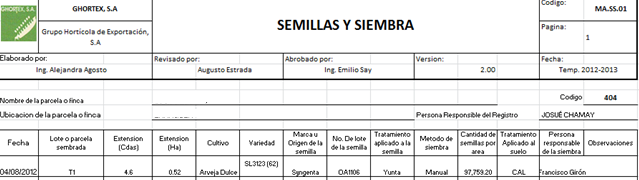 GHORTEX, S.A
GHORTEX, S.A
Grupo Hortícola de Exportación, S.A
SEMILLAS Y SIEMBRA
Codigo: MA.SS.01
Pagina: 1
Elaborado por: Revisado por: Abrobado por: Version: Fecha:
Ing. Alejandra Agosto Augusto Estrada Ing. Emilio Say 2.00 Temp. 2012-2013
Nombre de la parcela o finca Codigo 404
Ubicacion de la parcela o finca Persona Responsable del Registro JOSUÉ CHAMAY
Fecha Lote o parcela sembrada Extension (Cdas) Extension (Ha) Cultivo Variedad Marca u Origen de la semilla No. De lote de la semilla Tratamiento aplicado a la semilla Metodo de siembra Cantidad de semillas por area Tratamiento Aplicado al suelo Persona responsable de la siembra Observaciones
04/08/2012 T1 4.6 0.52 Arveja Dulce SL3123 (62) Syngenta OA1106 Yunta Manual 97,759.20 CAL Francisco Girón